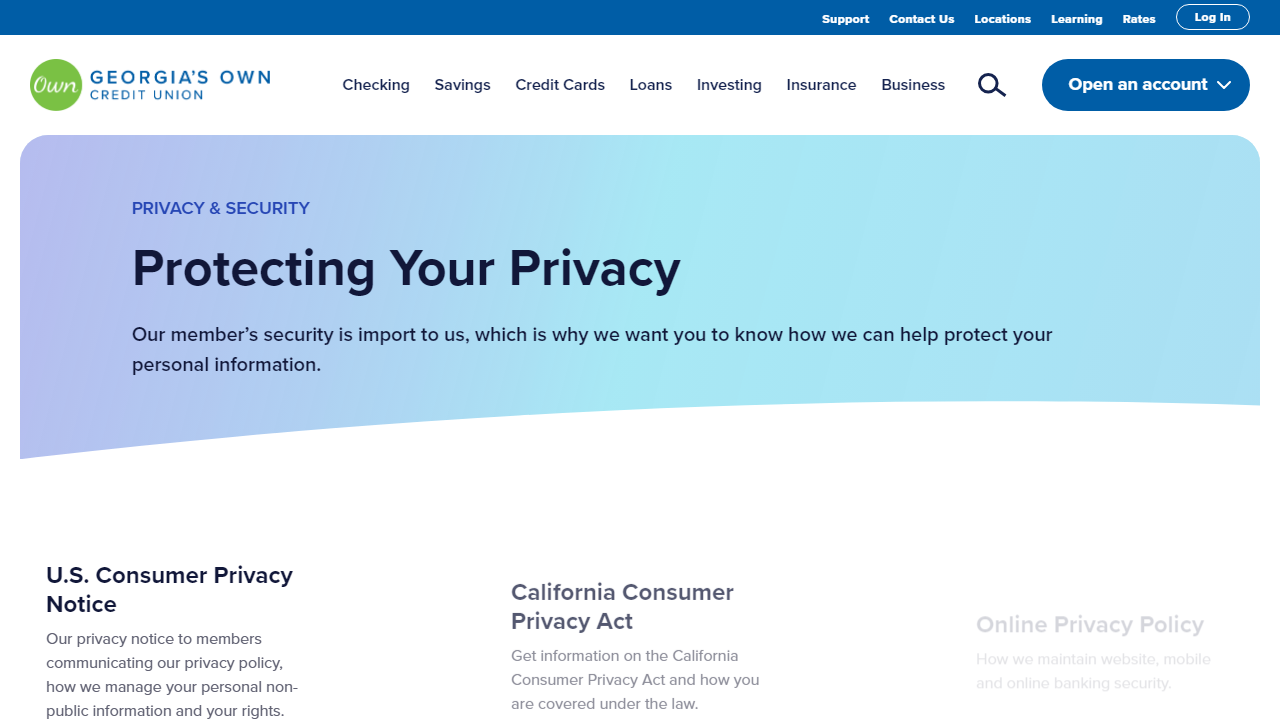 Support Contact Us Locations Learning Rates Log In
Own GEORGIA'S OWN
CREDIT UNION
Checking Savings Credit Cards Loans Investing Insurance Business Open an account
PRIVACY & SECURITY
Protecting Your Privacy
Our member’s security is import to us, which is why we want you to know how we can help protect your
personal information.
U.S. Consumer Privacy
Notice
Our privacy notice to members
communicating our privacy policy,
how we manage your personal non-
public information and your rights.
California Consumer
Privacy Act
Get information on the California
Consumer Privacy Act and how you
are covered under the law.
Online Privacy Policy
How we maintain website, mobile
and online banking security.